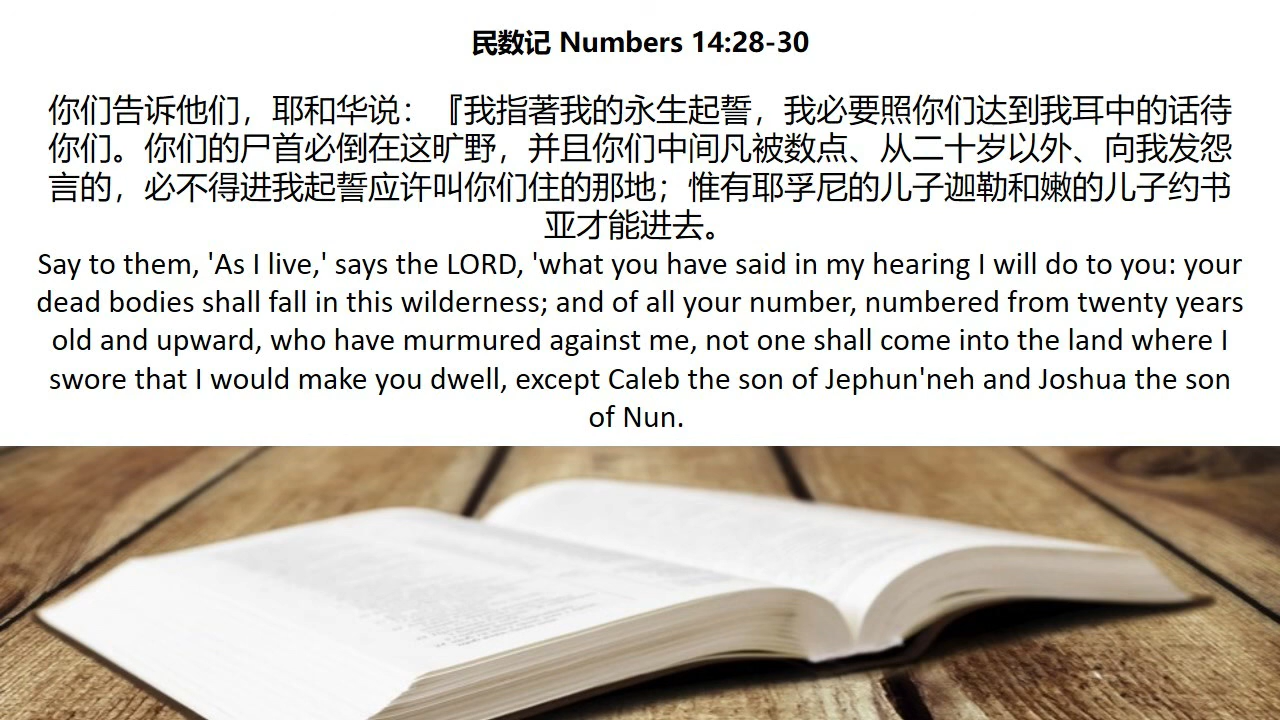 民数记 Numbers 14:28-30
你们告诉他们，耶和华说：『我指著我的永生起誓，我必要照你们达到我耳中的话待
你们。你们的尸首必倒在这旷野，并且你们中间凡被数点、从二十岁以外、向我发怨
言的，必不得进我起誓应许叫你们住的那地；惟有耶孚尼的儿子迦勒和嫩的儿子约书
亚才能进去。
Say to them, 'As I live,' says the LORD, 'what you have said in my hearing I will do to you: your
dead bodies shall fall in this wilderness; and of all your number, numbered from twenty years
old and upward, who have murmured against me, not one shall come into the land where I
swore that I would make you dwell, except Caleb the son of Jephun'neh and Joshua the son
of Nun.